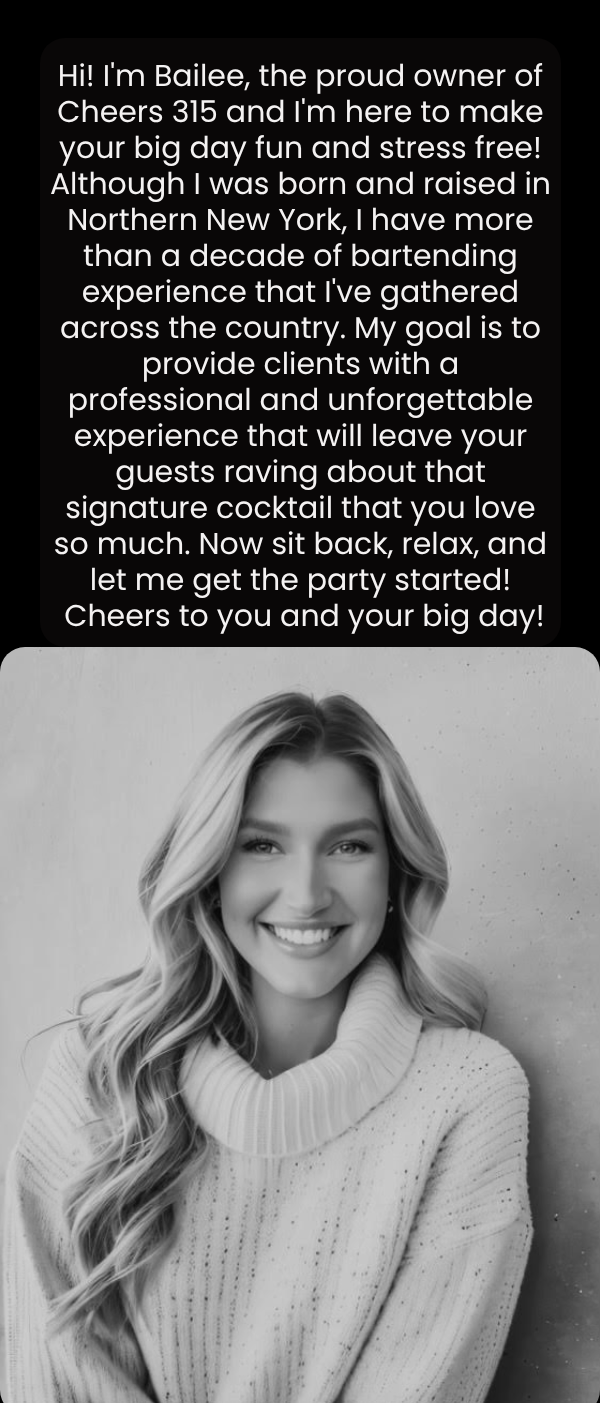 Hi! I'm Bailee, the proud owner of
Cheers 315 and I'm here to make
your big day fun and stress free!
Although I was born and raised in
Northern New York, I have more
than a decade of bartending
experience that I've gathered
across the country. My goal is to
provide clients with a
professional and unforgettable
experience that will leave your
guests raving about that
signature cocktail that you love
so much. Now sit back, relax, and
let me get the party started!
Cheers to you and your big day!